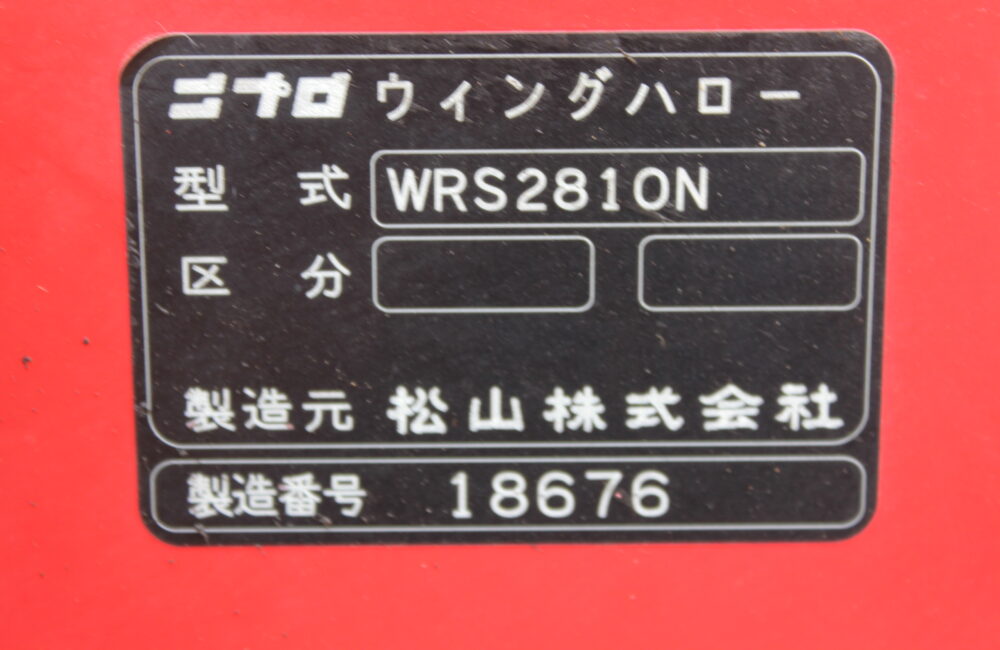 ニプロ ウィングハロー
型式 WRS2810N
区分
製造元 松山株式会社
製造番号 18676